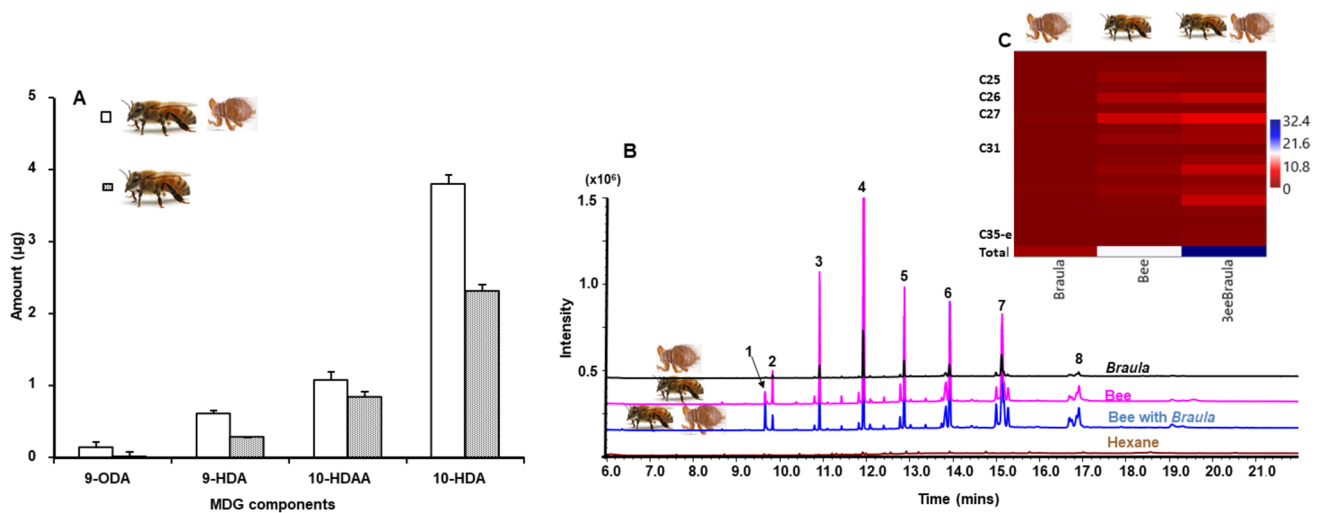 A
5
4
3
2
1
0
Amount (µg)
9-ODA
9-HDA
10-HDAA
10-HDA
MDG components
B
(x10⁶)
1.5
1.0
0.5
Intensity
1
2
3
4
5
6
7
8
Braula
Bee
Bee with Braula
Hexane
6.0
7.0
8.0
9.0
10.0
11.0
12.0
13.0
14.0
15.0
16.0
17.0
18.0
19.0
20.0
21.0
Time (mins)
C
C25
C26
C27
C31
C35-e
Total
Braula
Bee
BeeBraula
32.4
21.6
10.8
0